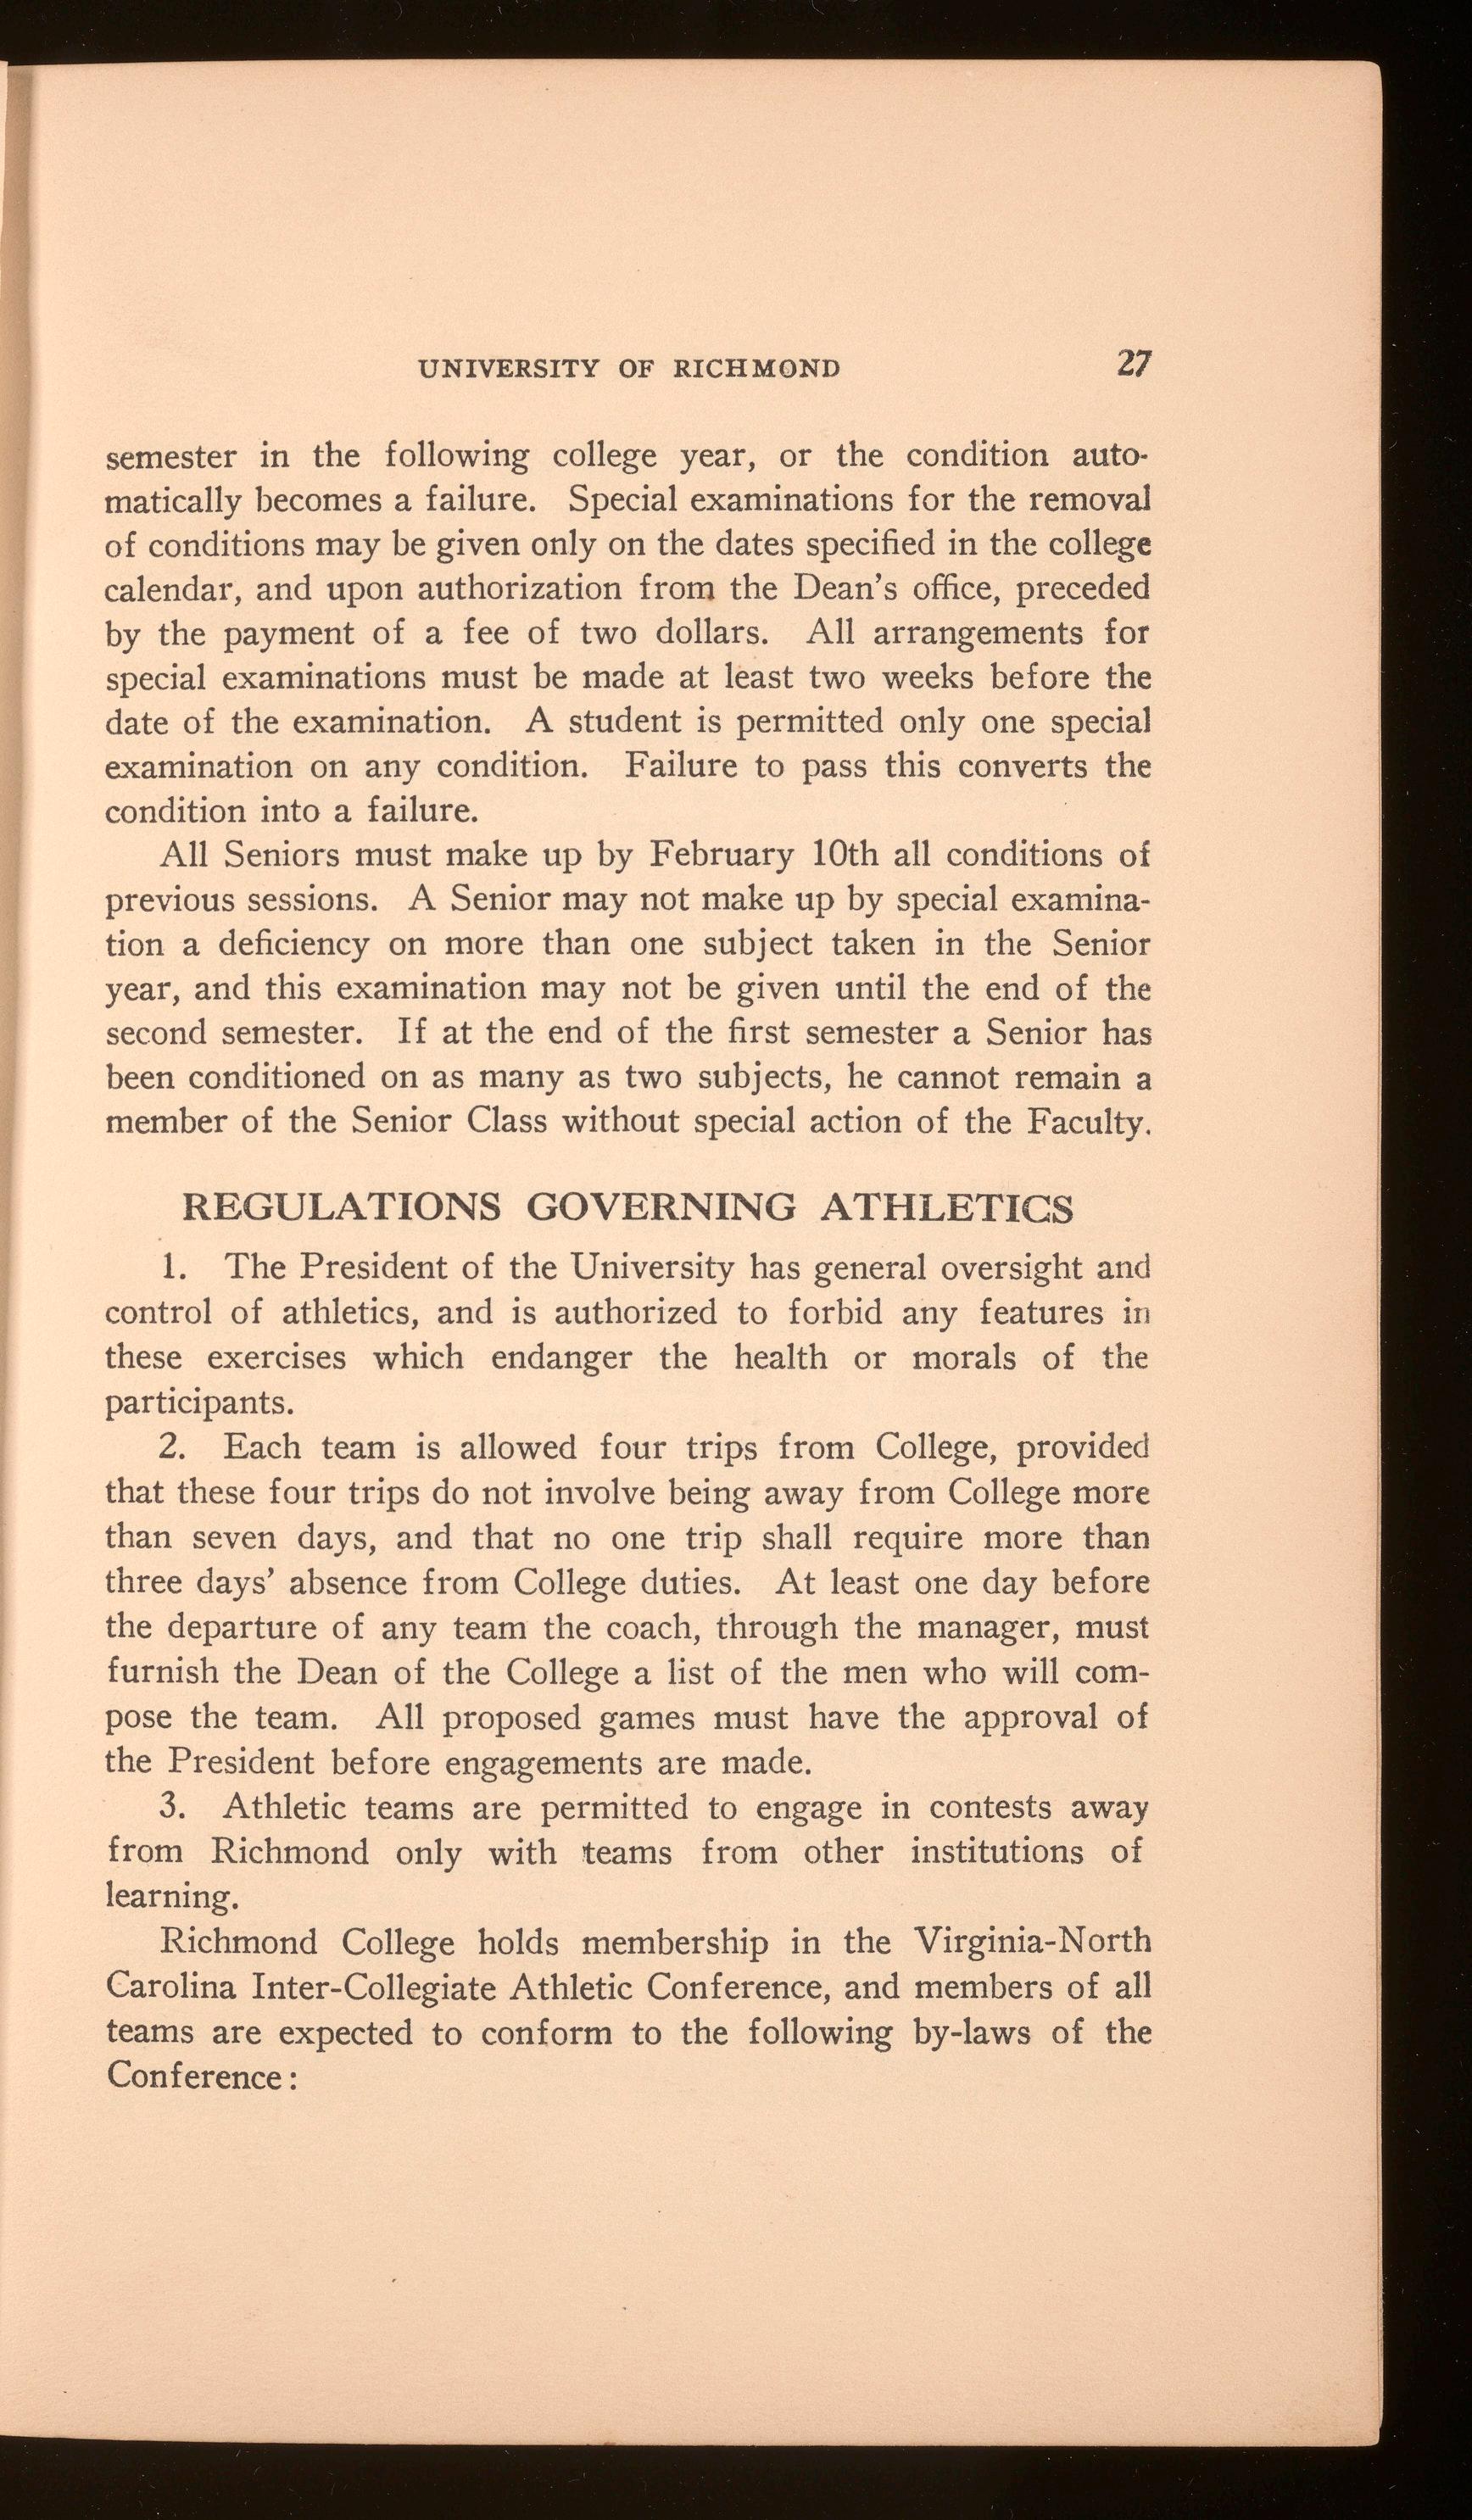 UNIVERSITY OF RICHMOND 27
semester in the following college year, or the condition auto-
matically becomes a failure. Special examinations for the removal
of conditions may be given only on the dates specified in the college
calendar, and upon authorization from the Dean's office, preceded
by the payment of a fee of two dollars. All arrangements for
special examinations must be made at least two weeks before the
date of the examination. A student is permitted only one special
examination on any condition. Failure to pass this converts the
condition into a failure.
All Seniors must make up by February 10th all conditions of
previous sessions. A Senior may not make up by special examina-
tion a deficiency on more than one subject taken in the Senior
year, and this examination may not be given until the end of the
second semester. If at the end of the first semester a Senior has
been conditioned on as many as two subjects, he cannot remain a
member of the Senior Class without special action of the Faculty.
REGULATIONS GOVERNING ATHLETICS
1. The President of the University has general oversight and
control of athletics, and is authorized to forbid any features in
these exercises which endanger the health or morals of the
participants.
2. Each team is allowed four trips from College, provided
that these four trips do not involve being away from College more
than seven days, and that no one trip shall require more than
three days' absence from College duties. At least one day before
the departure of any team the coach, through the manager, must
furnish the Dean of the College a list of the men who will com-
pose the team. All proposed games must have the approval of
the President before engagements are made.
3. Athletic teams are permitted to engage in contests away
from Richmond only with teams from other institutions of
learning.
Richmond College holds membership in the Virginia-North
Carolina Inter-Collegiate Athletic Conference, and members of all
teams are expected to conform to the following by-laws of the
Conference: